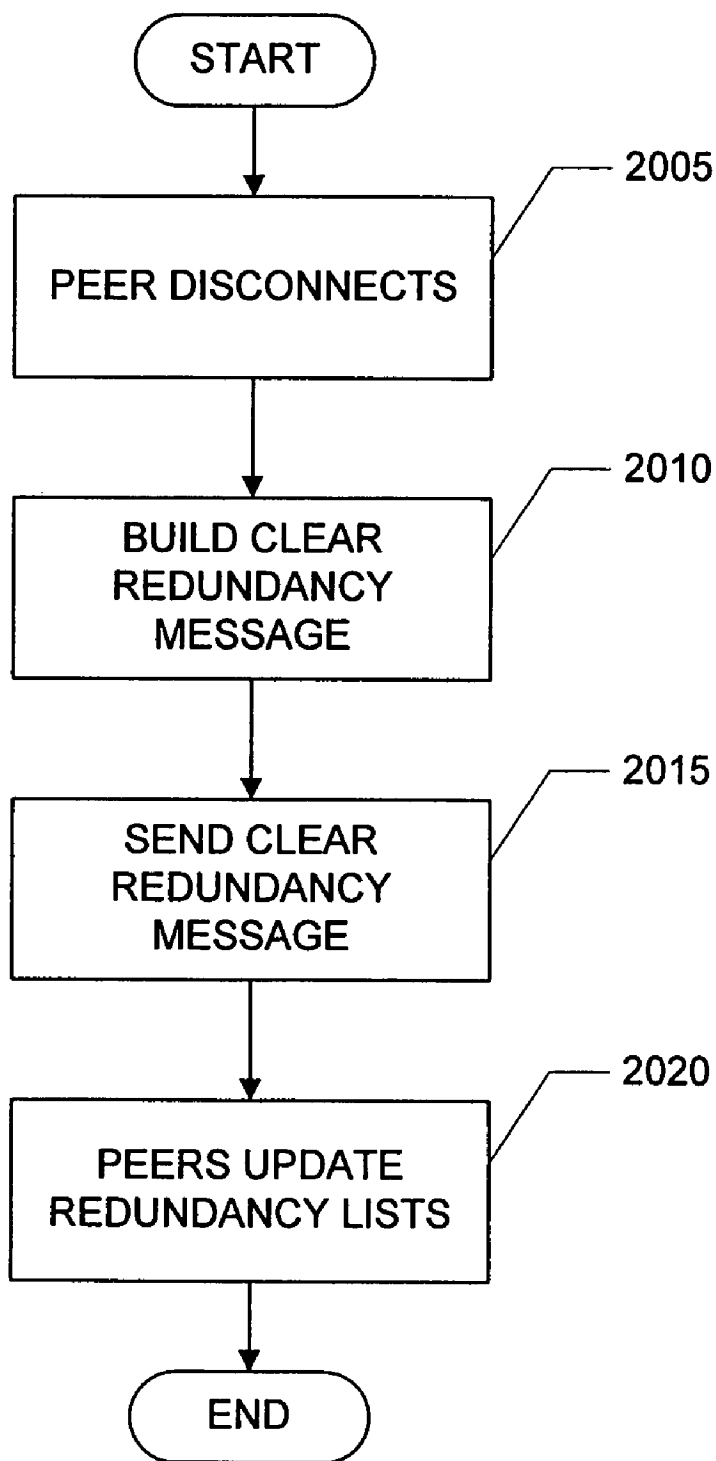 START
2005
PEER DISCONNECTS
2010
BUILD CLEAR
REDUNDANCY
MESSAGE
2015
SEND CLEAR
REDUNDANCY
MESSAGE
2020
PEERS UPDATE
REDUNDANCY LISTS
END